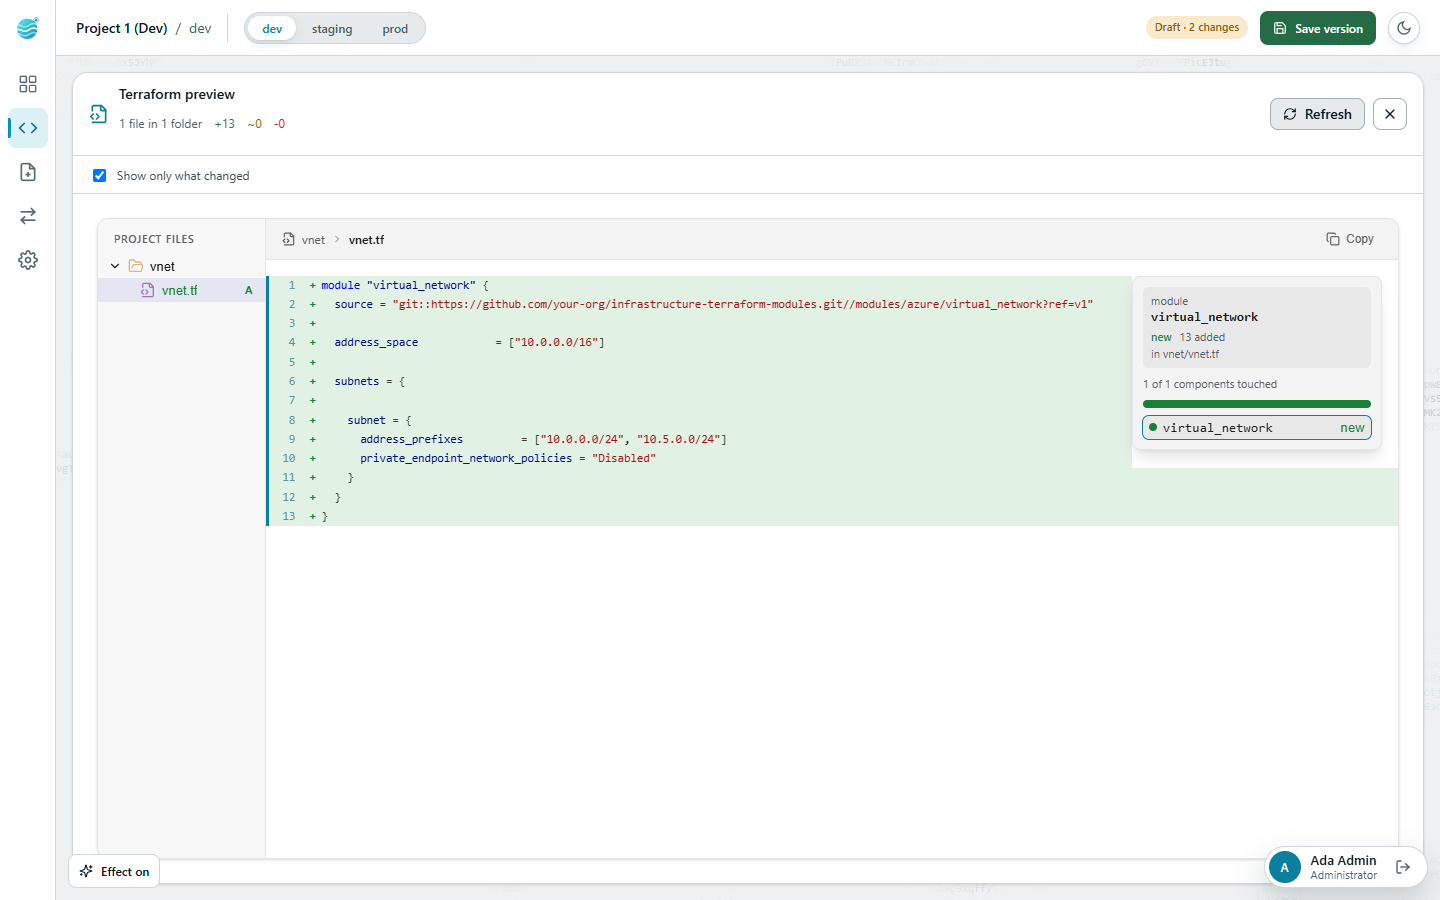 Project 1 (Dev) / dev
dev staging prod
Draft · 2 changes
Save version
Terraform preview
1 file in 1 folder +13 ~0 -0
Refresh
Show only what changed
PROJECT FILES
vnet
vnet.tf A
vnet > vnet.tf
Copy
1 + module "virtual_network" {
2 + source = "git::https://github.com/your-org/infrastructure-terraform-modules.git//modules/azure/virtual_network?ref=v1"
3 +
4 + address_space = ["10.0.0.0/16"]
5 +
6 + subnets = {
7 +
8 + subnet = {
9 + address_prefixes = ["10.0.0.0/24", "10.5.0.0/24"]
10 + private_endpoint_network_policies = "Disabled"
11 + }
12 + }
13 + }
module
virtual_network
new 13 added
in vnet/vnet.tf
1 of 1 components touched
virtual_network new
Effect on
A
Ada Admin
Administrator